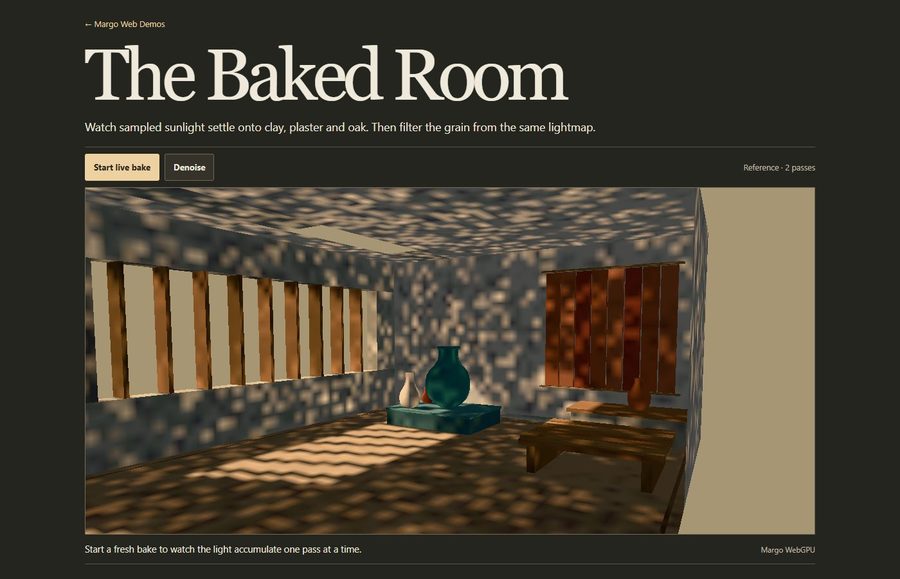 ← Margo Web Demos
The Baked Room
Watch sampled sunlight settle onto clay, plaster and oak. Then filter the grain from the same lightmap.
Start live bake
Denoise
Reference · 2 passes
Start a fresh bake to watch the light accumulate one pass at a time.
Margo WebGPU